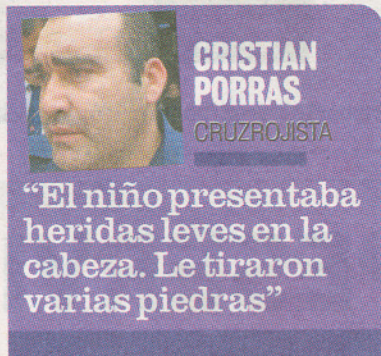 CRISTIAN
PORRAS
CRUZROJISTA
“El niño presentaba
heridas leves en la
cabeza. Le tiraron
varias piedras”